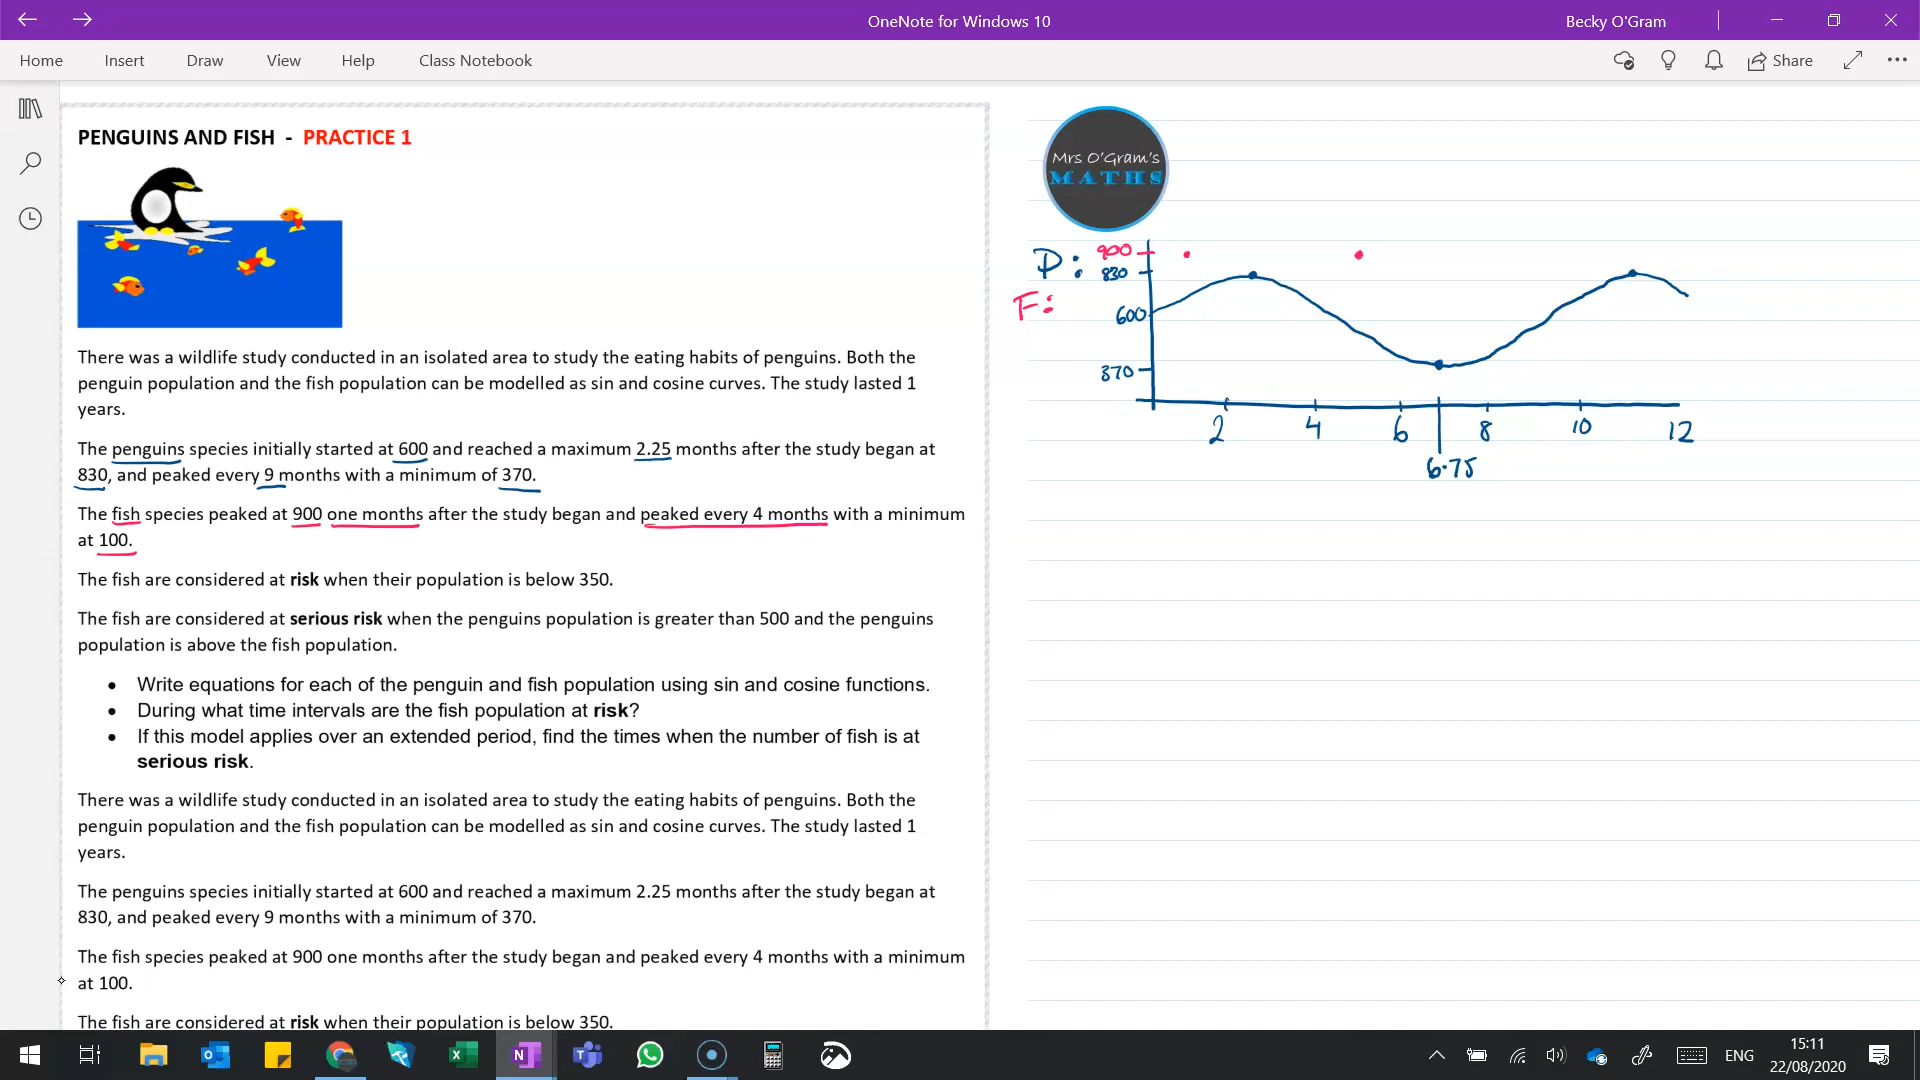 OneNote for Windows 10
Becky O'Gram
Home Insert Draw View Help Class Notebook
Share
PENGUINS AND FISH - PRACTICE 1
There was a wildlife study conducted in an isolated area to study the eating habits of penguins. Both the
penguin population and the fish population can be modelled as sin and cosine curves. The study lasted 1
years.
The penguins species initially started at 600 and reached a maximum 2.25 months after the study began at
830, and peaked every 9 months with a minimum of 370.
The fish species peaked at 900 one months after the study began and peaked every 4 months with a minimum
at 100.
The fish are considered at risk when their population is below 350.
The fish are considered at serious risk when the penguins population is greater than 500 and the penguins
population is above the fish population.
• Write equations for each of the penguin and fish population using sin and cosine functions.
• During what time intervals are the fish population at risk?
• If this model applies over an extended period, find the times when the number of fish is at
serious risk.
There was a wildlife study conducted in an isolated area to study the eating habits of penguins. Both the
penguin population and the fish population can be modelled as sin and cosine curves. The study lasted 1
years.
The penguins species initially started at 600 and reached a maximum 2.25 months after the study began at
830, and peaked every 9 months with a minimum of 370.
The fish species peaked at 900 one months after the study began and peaked every 4 months with a minimum
at 100.
The fish are considered at risk when their population is below 350.
Mrs O'Gram's
MATHS
900
P: 830
F:
600
370
2 4 6 8 10 12
6.75
ENG
15:11
22/08/2020